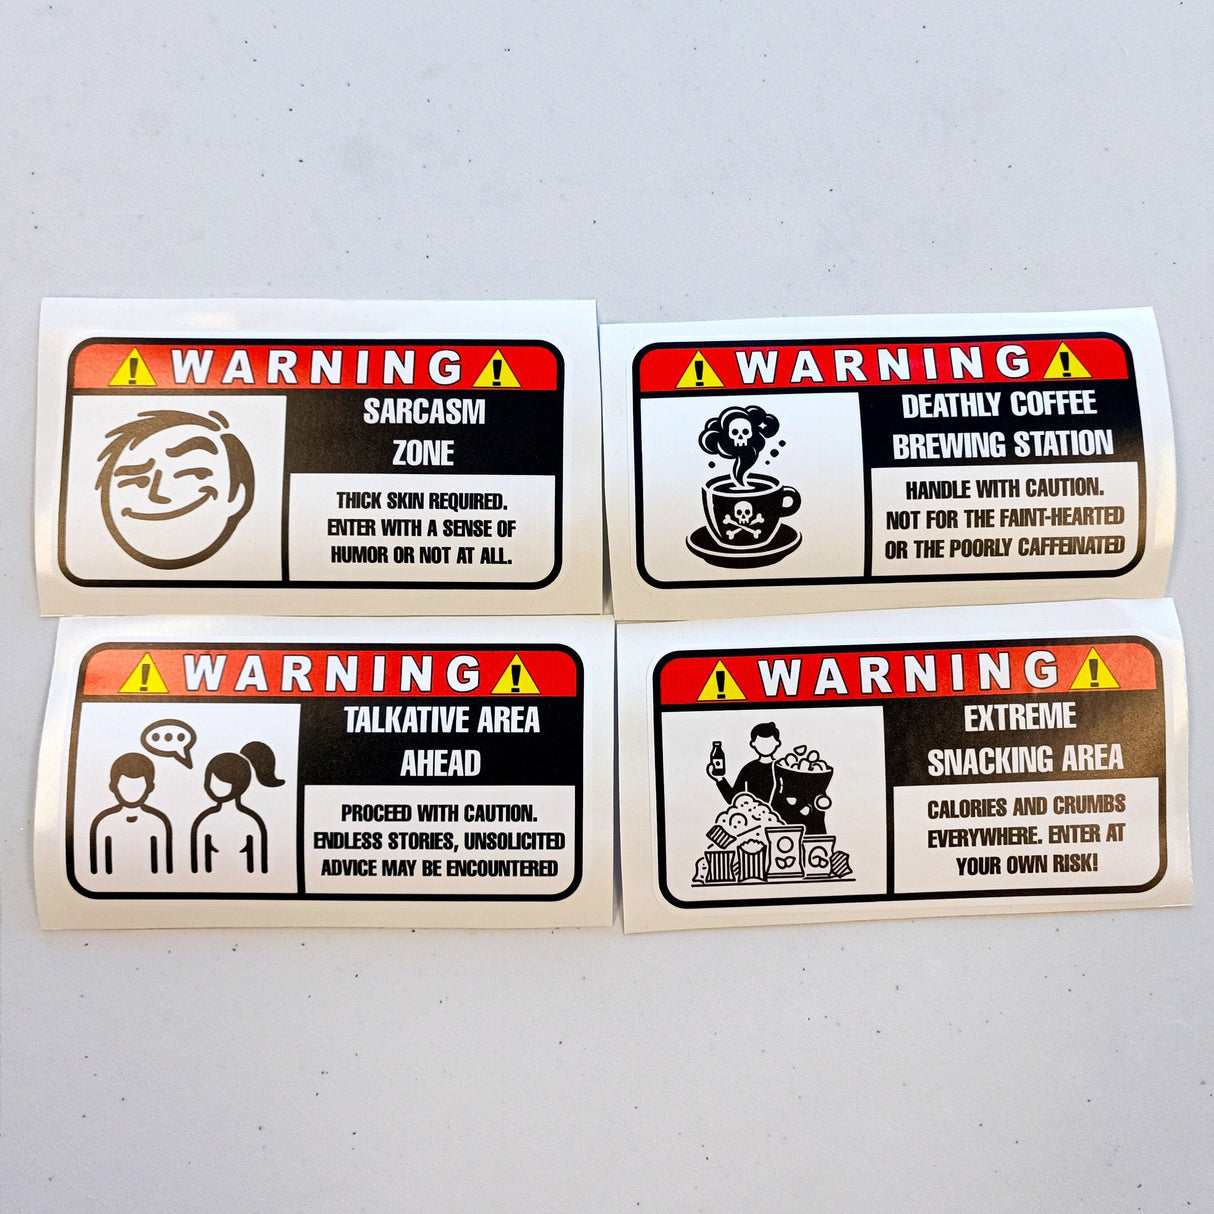 WARNING
SARCASM
ZONE
THICK SKIN REQUIRED.
ENTER WITH A SENSE OF
HUMOR OR NOT AT ALL.
WARNING
DEATHLY COFFEE
BREWING STATION
HANDLE WITH CAUTION.
NOT FOR THE FAINT-HEARTED
OR THE POORLY CAFFEINATED
WARNING
TALKATIVE AREA
AHEAD
PROCEED WITH CAUTION.
ENDLESS STORIES, UNSOLICITED
ADVICE MAY BE ENCOUNTERED
WARNING
EXTREME
SNACKING AREA
CALORIES AND CRUMBS
EVERYWHERE. ENTER AT
YOUR OWN RISK!